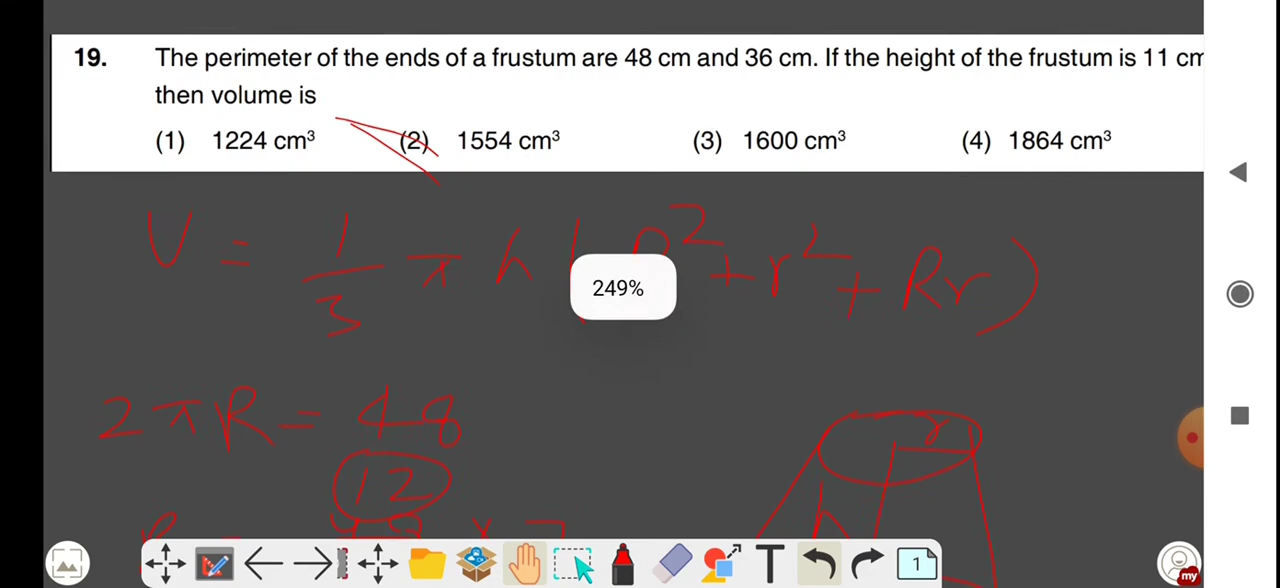 19. The perimeter of the ends of a frustum are 48 cm and 36 cm. If the height of the frustum is 11 cm
then volume is
(1) 1224 cm³ (2) 1554 cm³ (3) 1600 cm³ (4) 1864 cm³
V = 1/3 π h (R² + r² + Rr)
249%
2πR = 48
r
12
h
T
1
my